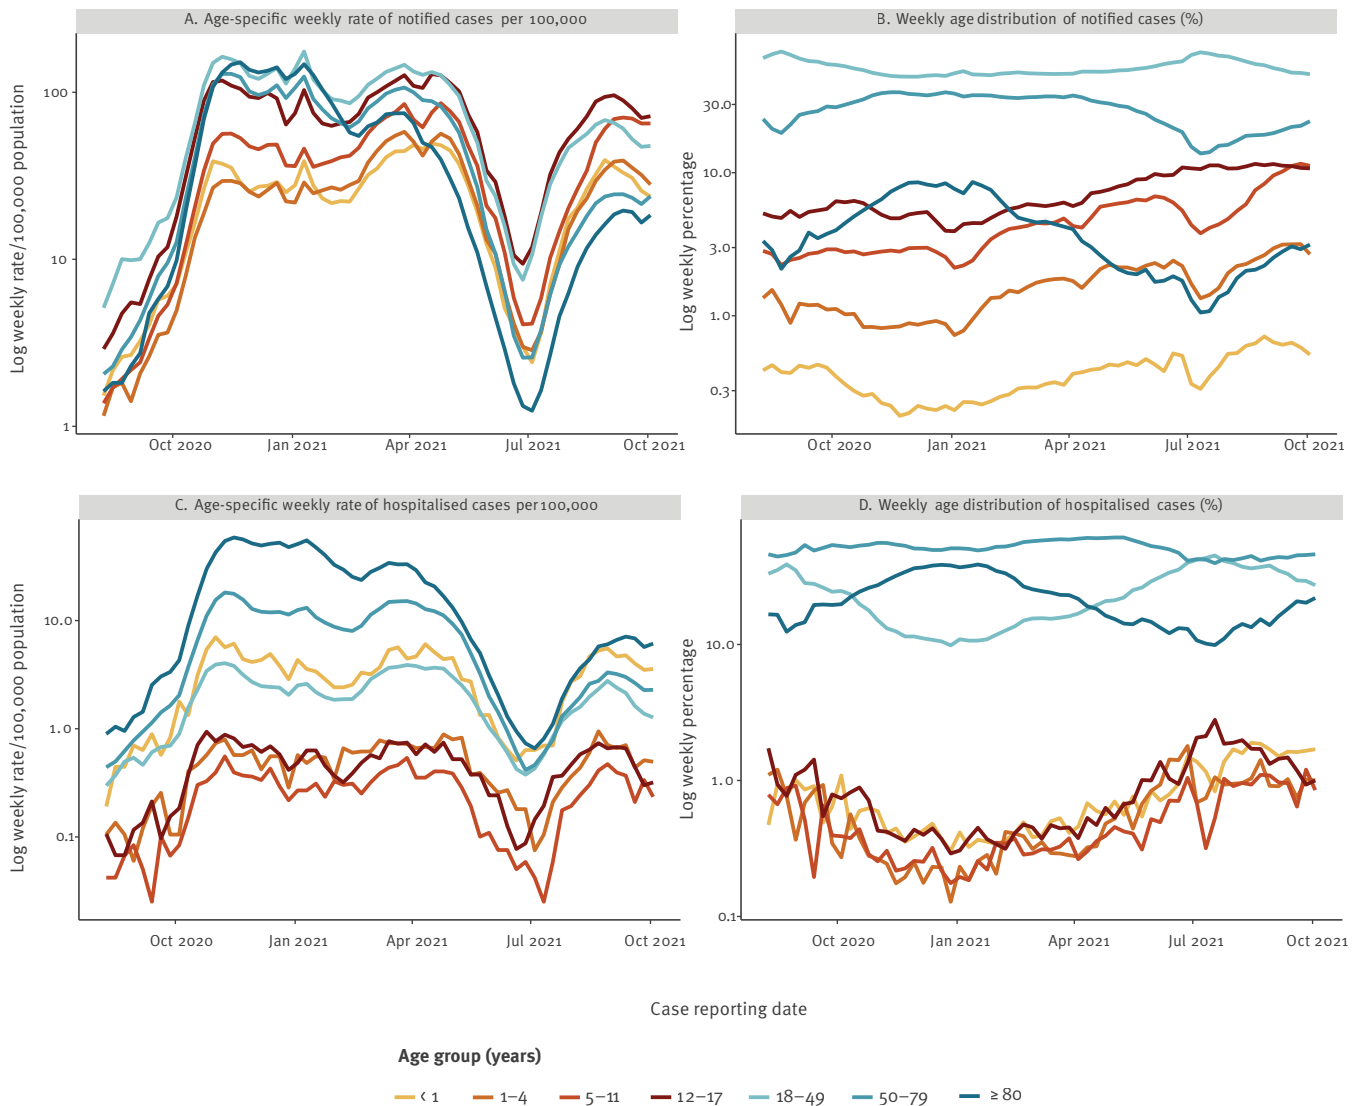 A. Age-specific weekly rate of notified cases per 100,000
B. Weekly age distribution of notified cases (%)
Log weekly rate/100,000 population
100
10
1
Oct 2020 Jan 2021 Apr 2021 Jul 2021 Oct 2021
Log weekly percentage
30.0
10.0
3.0
1.0
0.3
Oct 2020 Jan 2021 Apr 2021 Jul 2021 Oct 2021
C. Age-specific weekly rate of hospitalised cases per 100,000
D. Weekly age distribution of hospitalised cases (%)
Log weekly rate/100,000 population
10.0
1.0
0.1
Oct 2020 Jan 2021 Apr 2021 Jul 2021 Oct 2021
Log weekly percentage
10.0
1.0
0.1
Oct 2020 Jan 2021 Apr 2021 Jul 2021 Oct 2021
Case reporting date
Age group (years)
< 1 1–4 5–11 12–17 18–49 50–79 ≥ 80